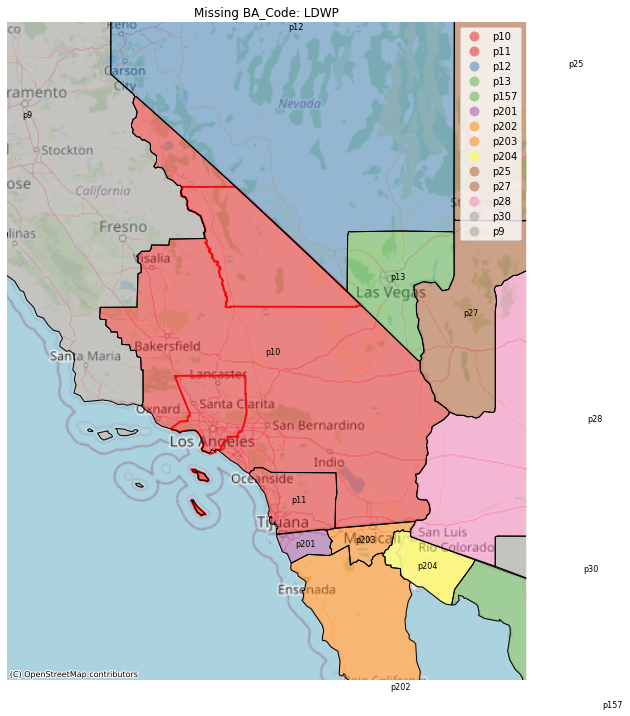 Missing BA_Code: LDWP
Reno
p12
p10
p11
p12
p13
p157
p201
p202
p203
p204
p25
p27
p28
p30
p9
p25
Carson
City
ramento
Nevada
p9
Stockton
ose
California
Fresno
linas
Visalia
p13
Las Vegas
p27
Bakersfield
p10
Santa Maria
Lancaster
Oxnard
Santa Clarita
San Bernardino
p28
Los Angeles
Indio
Oceanside
p11
Tijuana
San Luis
Río Colorado
p201
Mexicali
p203
p204
p30
Ensenada
(C) OpenStreetMap contributors
Baja California
p202
p157